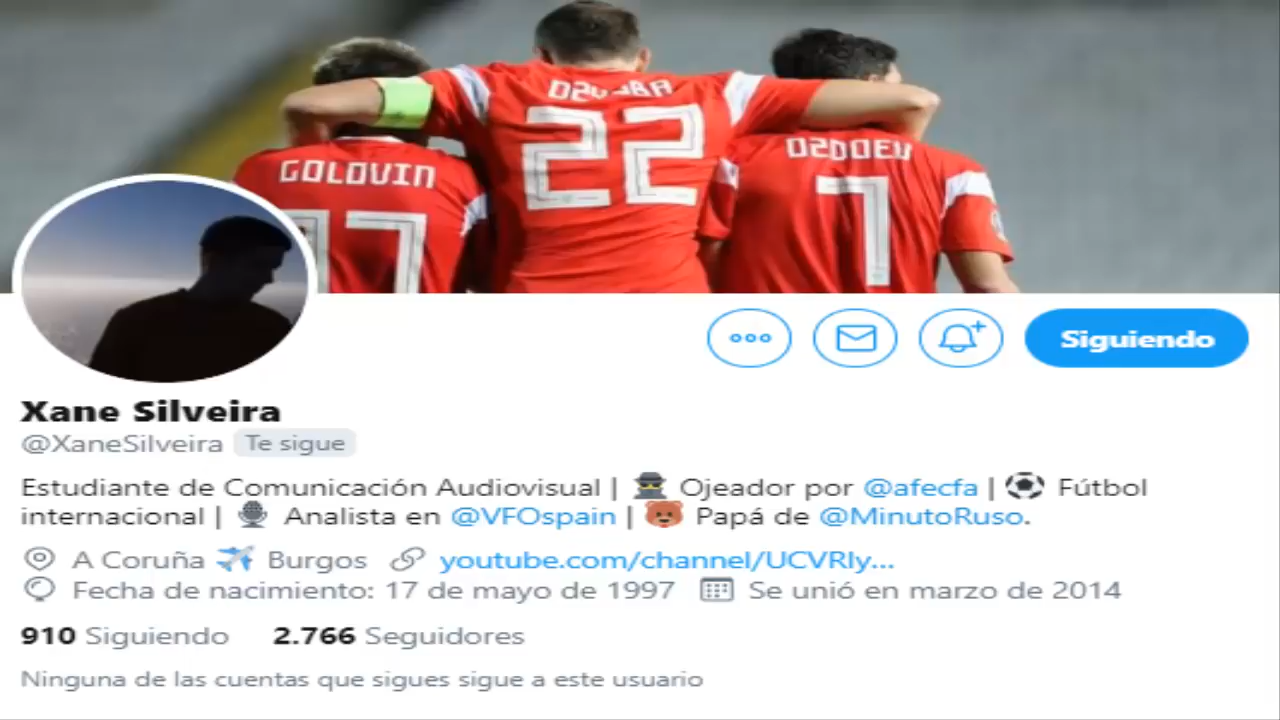 DZYUBA
22
GOLOVIN
17
OZDOEV
7
Siguiendo
Xane Silveira
@XaneSilveira Te sigue
Estudiante de Comunicación Audiovisual | Ojeador por @afecfa | Fútbol
internacional | Analista en @VFOspain | Papá de @MinutoRuso.
A Coruña Burgos youtube.com/channel/UCVRly...
Fecha de nacimiento: 17 de mayo de 1997 Se unió en marzo de 2014
910 Siguiendo 2.766 Seguidores
Ninguna de las cuentas que sigues sigue a este usuario